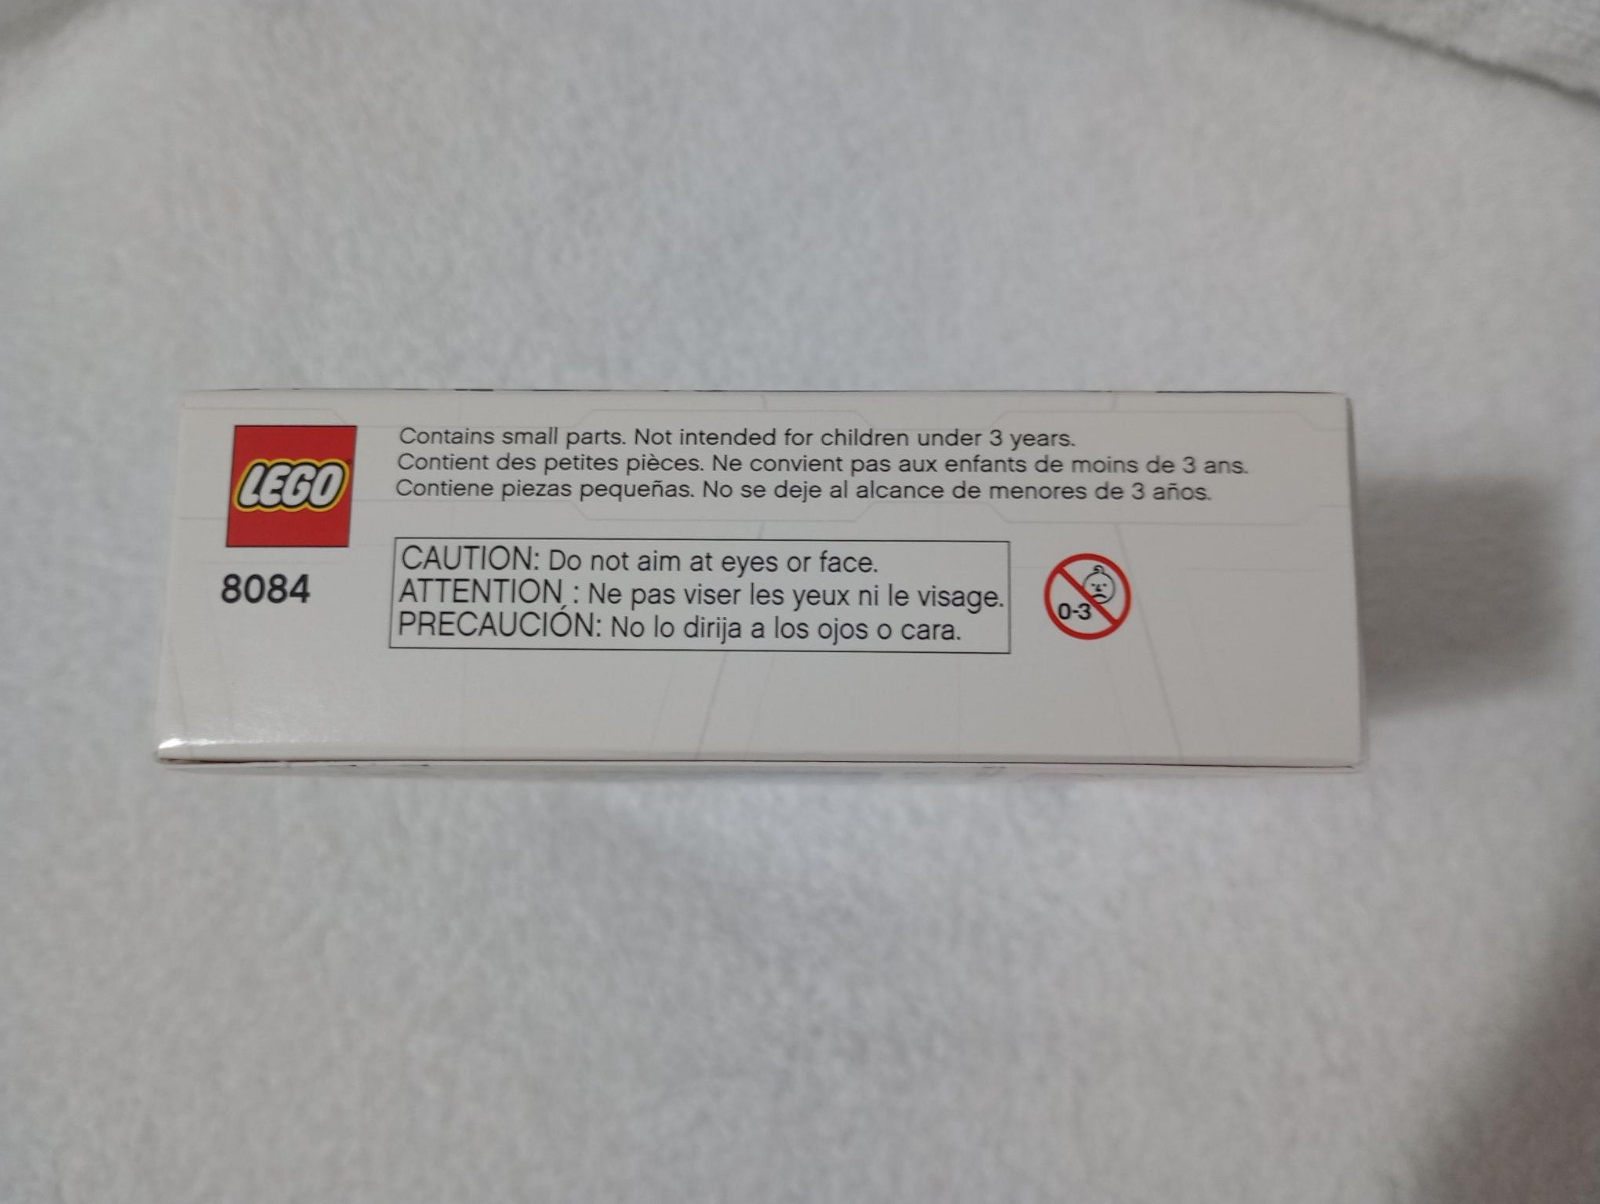 LEGO
8084
Contains small parts. Not intended for children under 3 years.
Contient des petites pièces. Ne convient pas aux enfants de moins de 3 ans.
Contiene piezas pequeñas. No se deje al alcance de menores de 3 años.
CAUTION: Do not aim at eyes or face.
ATTENTION : Ne pas viser les yeux ni le visage.
PRECAUCIÓN: No lo dirija a los ojos o cara.
0-3